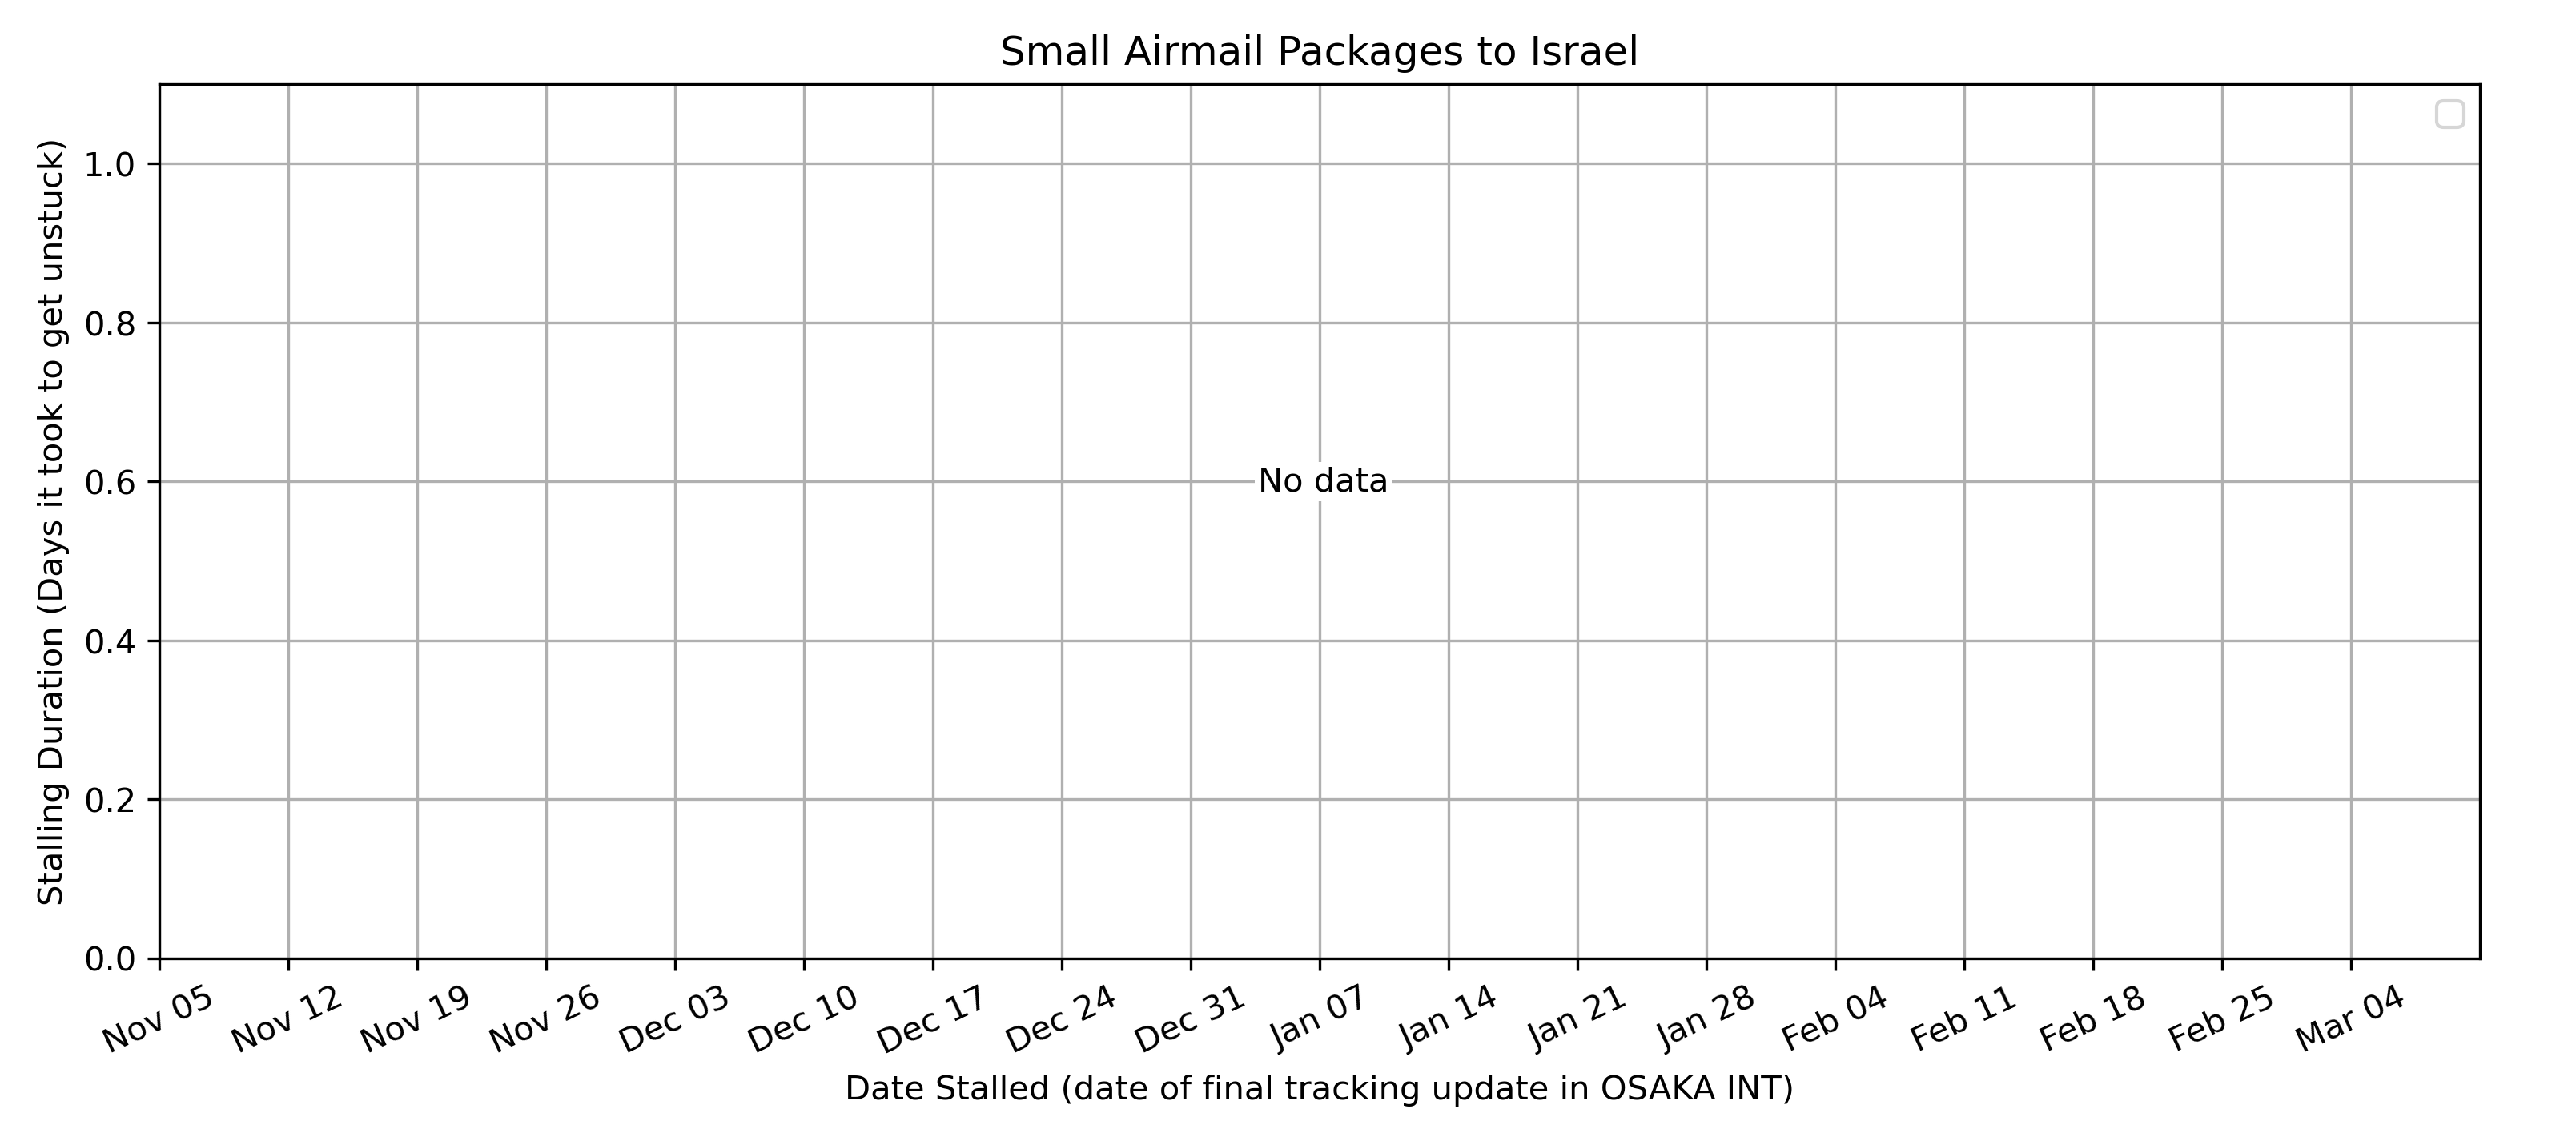 Small Airmail Packages to Israel
Stalling Duration (Days it took to get unstuck)
1.0
0.8
0.6
0.4
0.2
0.0
No data
Nov 05 Nov 12 Nov 19 Nov 26 Dec 03 Dec 10 Dec 17 Dec 24 Dec 31 Jan 07 Jan 14 Jan 21 Jan 28 Feb 04 Feb 11 Feb 18 Feb 25 Mar 04
Date Stalled (date of final tracking update in OSAKA INT)